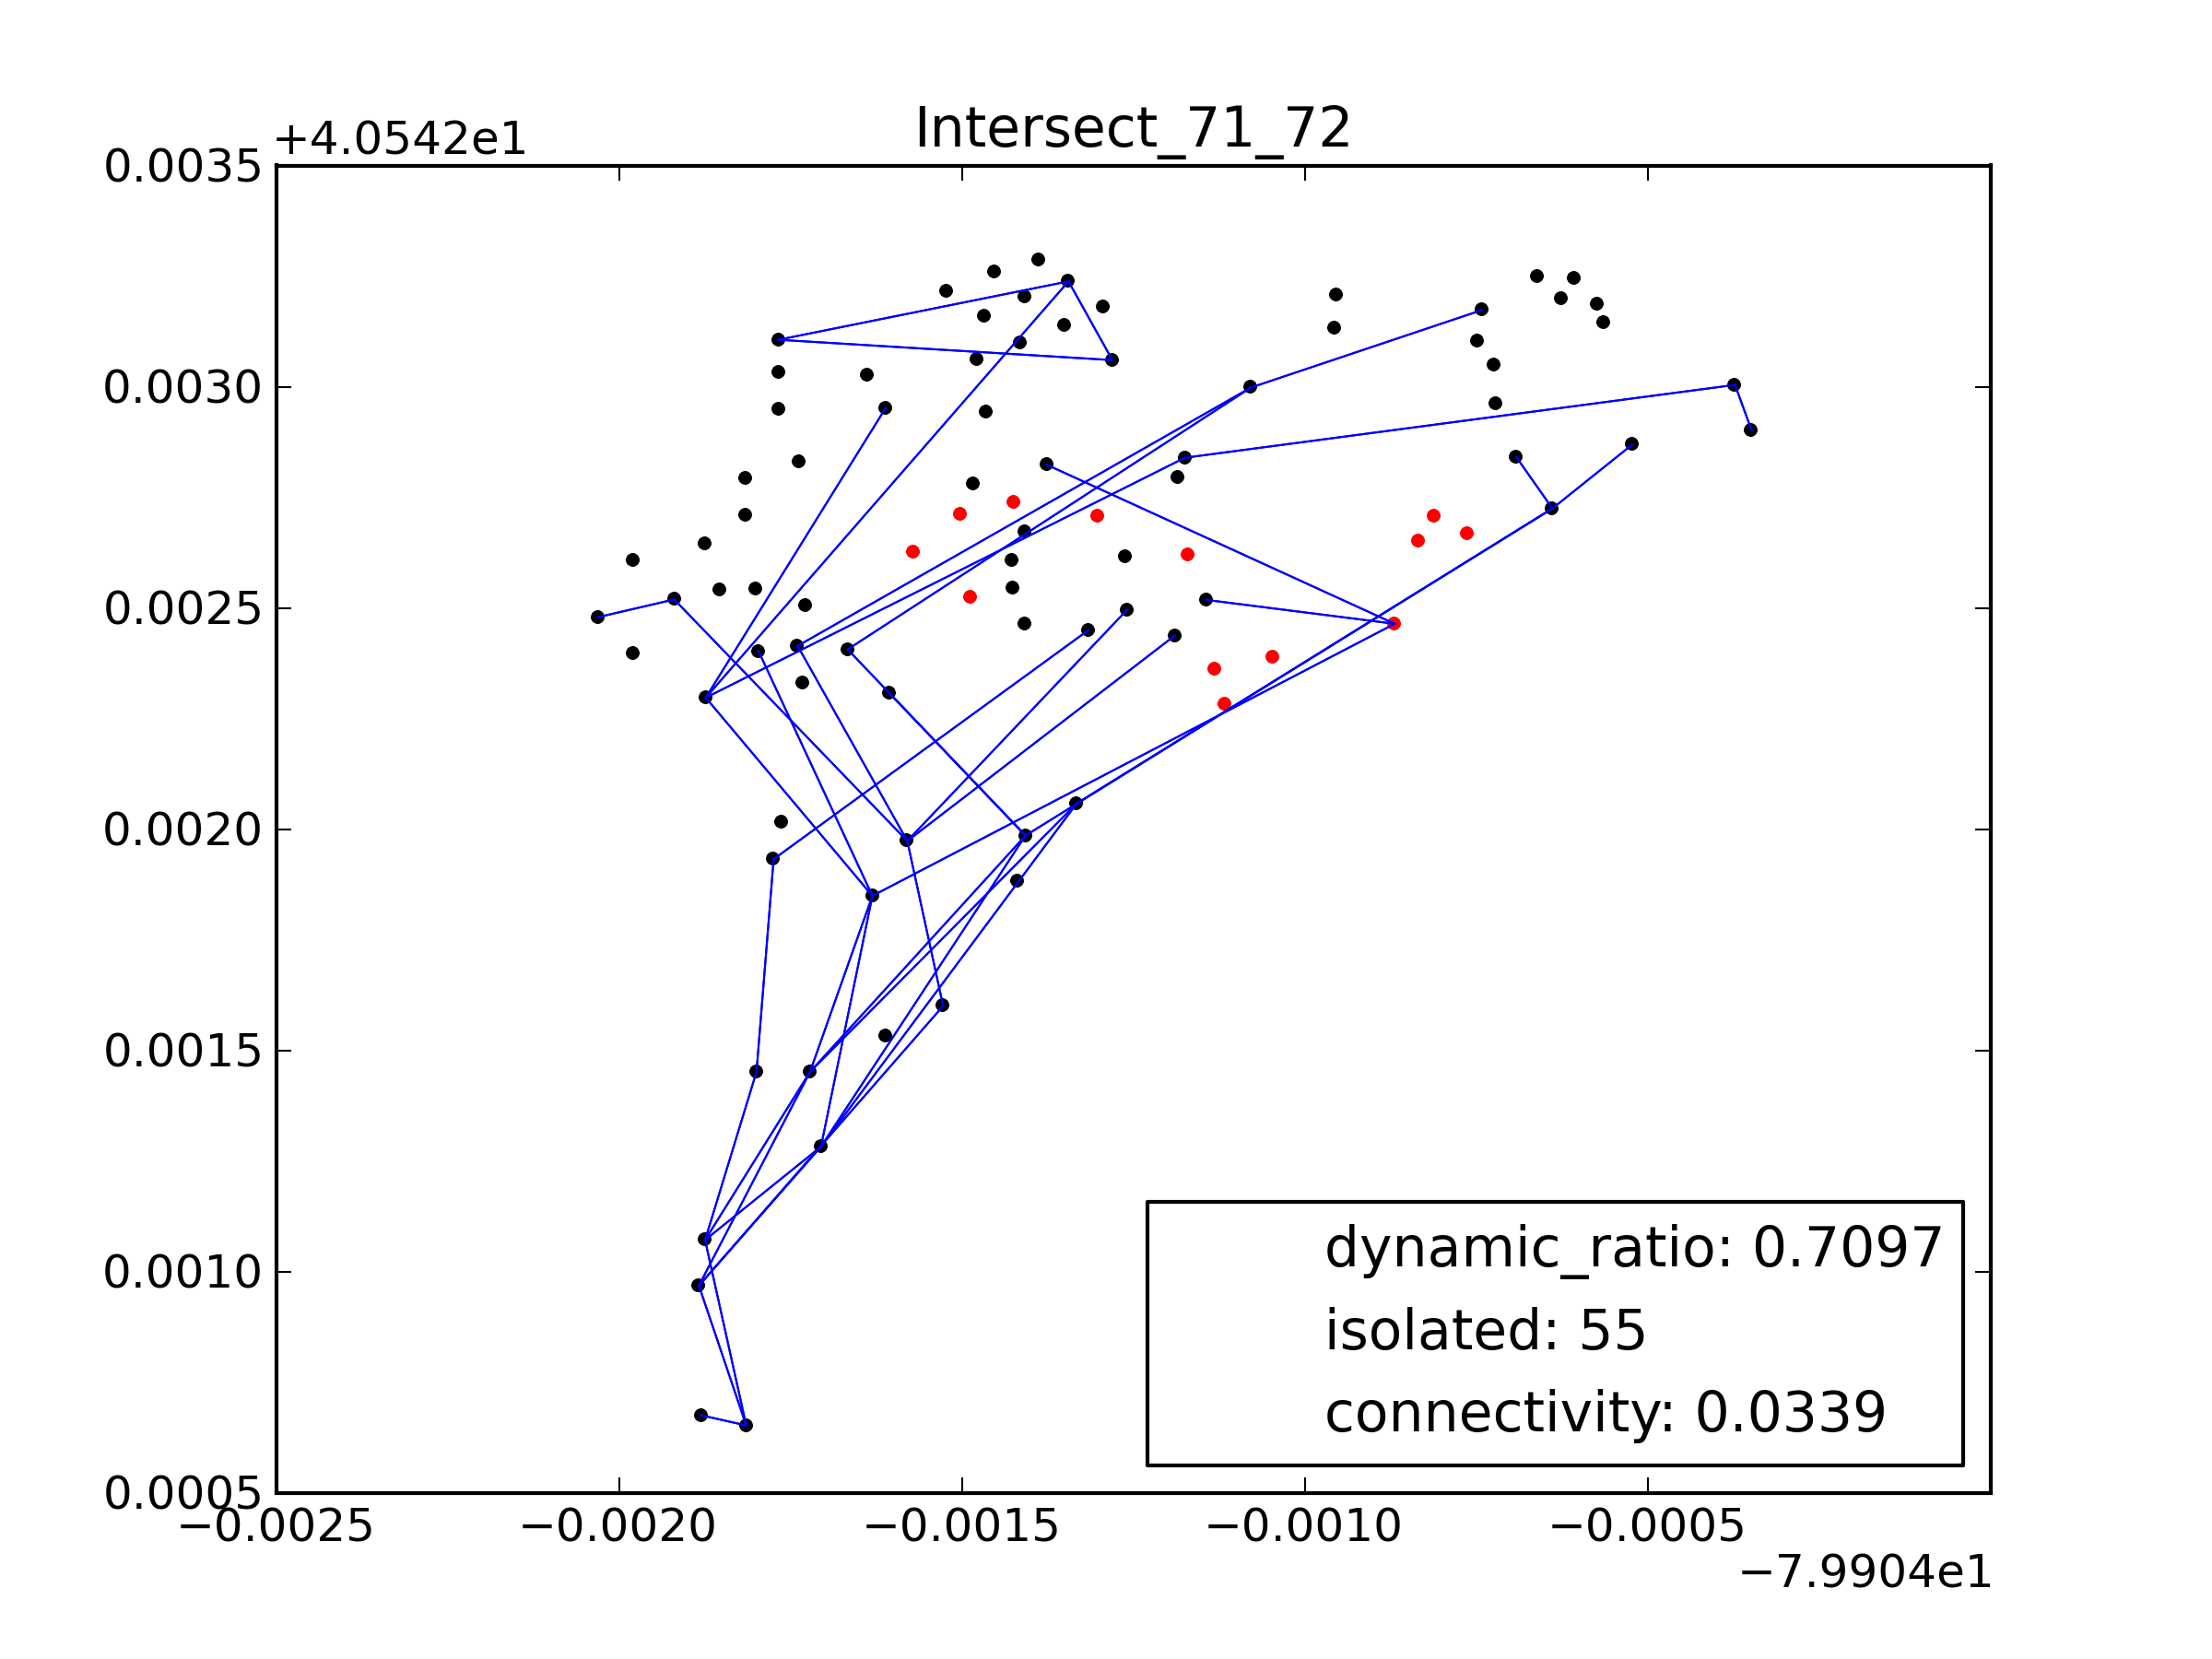 Intersect_71_72
+4.0542e1
0.0035
0.0030
0.0025
0.0020
0.0015
0.0010
0.0005
dynamic_ratio: 0.7097
isolated: 55
connectivity: 0.0339
−0.0025 −0.0020 −0.0015 −0.0010 −0.0005
−7.9904e1